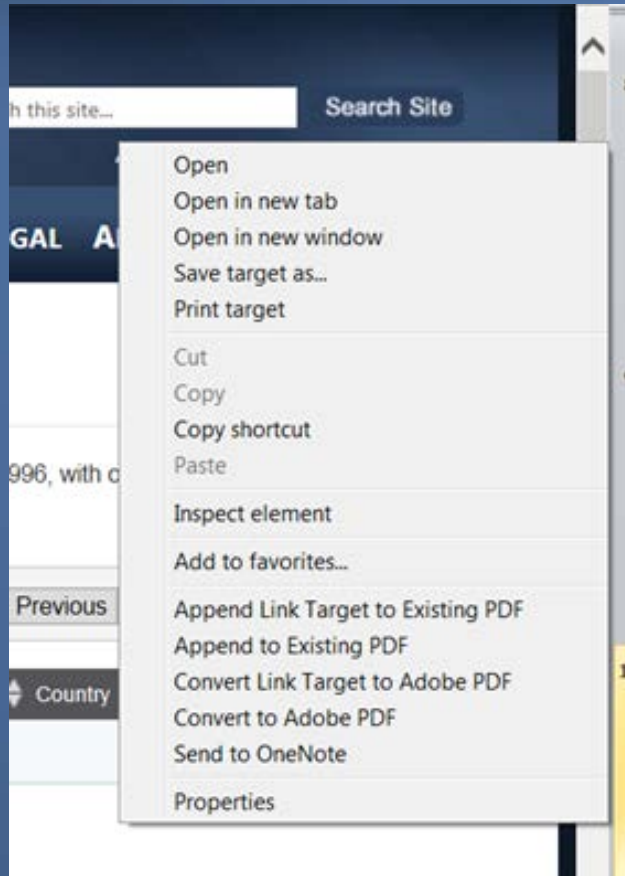 h this site...
Search Site
GAL
Open
Open in new tab
Open in new window
Save target as...
Print target
Cut
Copy
Copy shortcut
Paste
Inspect element
Add to favorites...
Append Link Target to Existing PDF
Append to Existing PDF
Convert Link Target to Adobe PDF
Convert to Adobe PDF
Send to OneNote
Properties
996, with c
Previous
Country